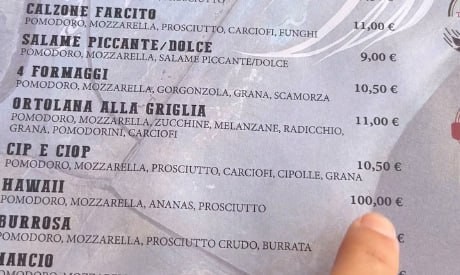 CALZONE FARCITO
POMODORO, MOZZARELLA, PROSCIUTTO, CARCIOFI, FUNGHI 11,00 €
SALAME PICCANTE/DOLCE
POMODORO, MOZZARELLA, SALAME PICCANTE/DOLCE 9,00 €
4 FORMAGGI
POMODORO, MOZZARELLA, GORGONZOLA, GRANA, SCAMORZA 10,50 €
ORTOLANA ALLA GRIGLIA
POMODORO, MOZZARELLA, ZUCCHINE, MELANZANE, RADICCHIO, 11,00 €
GRANA, POMODORINI, CARCIOFI
CIP E CIOP
POMODORO, MOZZARELLA, PROSCIUTTO, CARCIOFI, CIPOLLE, GRANA 10,50 €
HAWAII
POMODORO, MOZZARELLA, ANANAS, PROSCIUTTO 100,00 €
BURROSA
POMODORO, MOZZARELLA, PROSCIUTTO CRUDO, BURRATA €
MANCIO